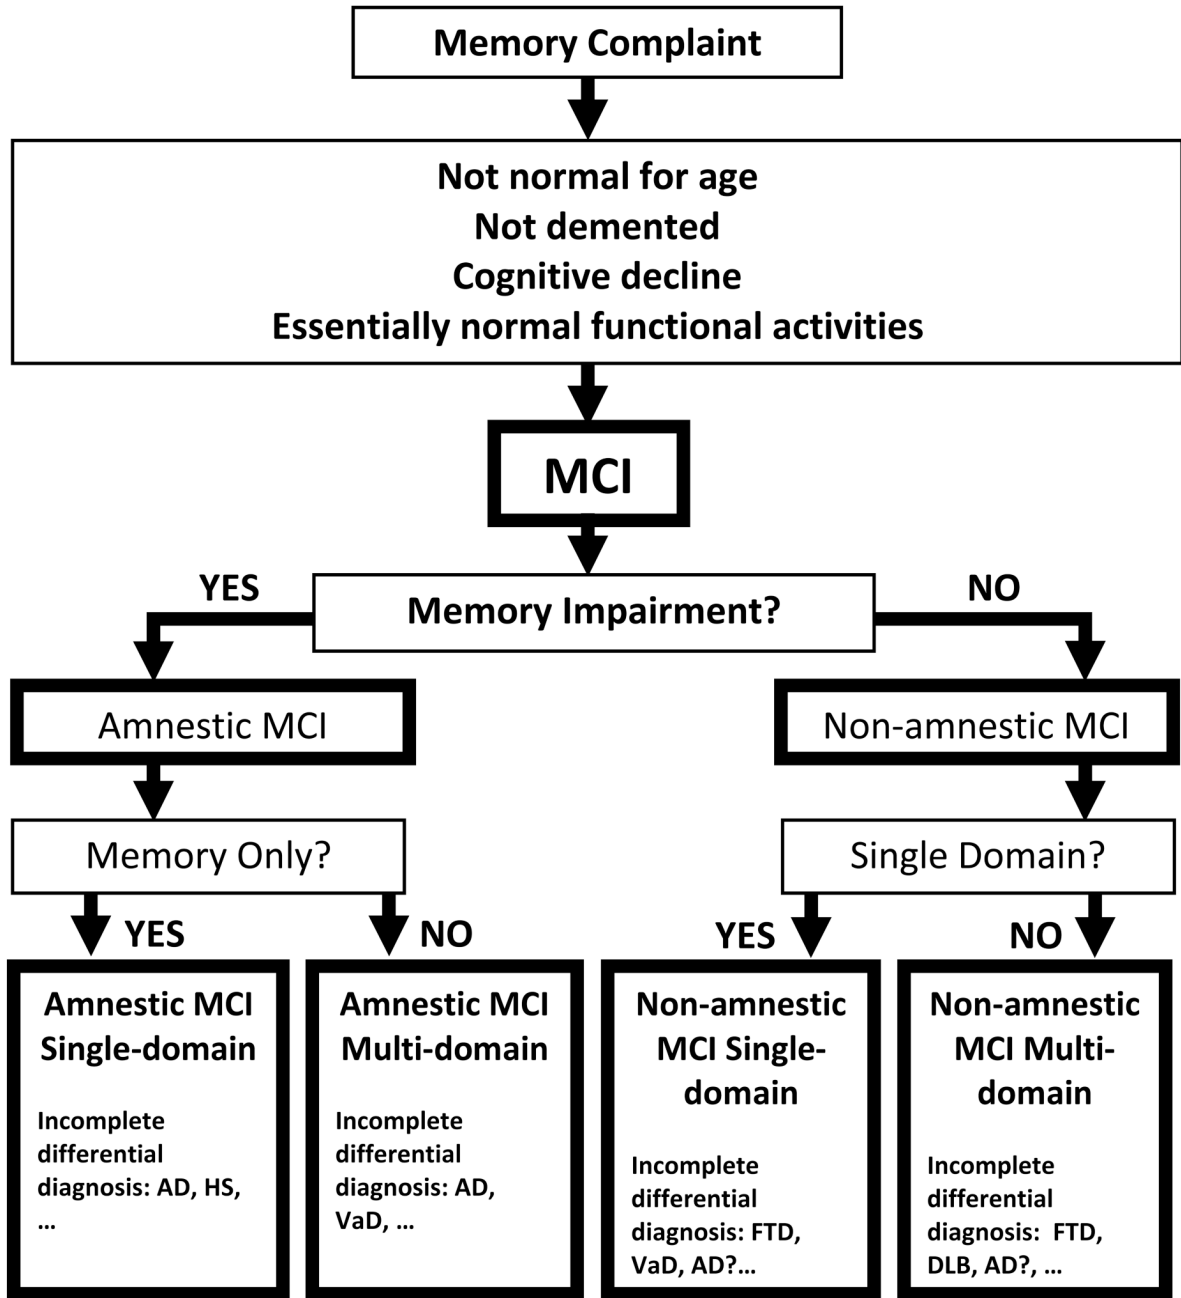 Memory Complaint
Not normal for age
Not demented
Cognitive decline
Essentially normal functional activities
MCI
YES
NO
Memory Impairment?
Amnestic MCI
Non-amnestic MCI
Memory Only?
Single Domain?
YES
NO
YES
NO
Amnestic MCI
Single-domain
Incomplete
differential
diagnosis: AD, HS,
...
Amnestic MCI
Multi-domain
Incomplete
differential
diagnosis: AD,
VaD, ...
Non-amnestic
MCI Single-
domain
Incomplete
differential
diagnosis: FTD,
VaD, AD?...
Non-amnestic
MCI Multi-
domain
Incomplete
differential
diagnosis:  FTD,
DLB, AD?, ...